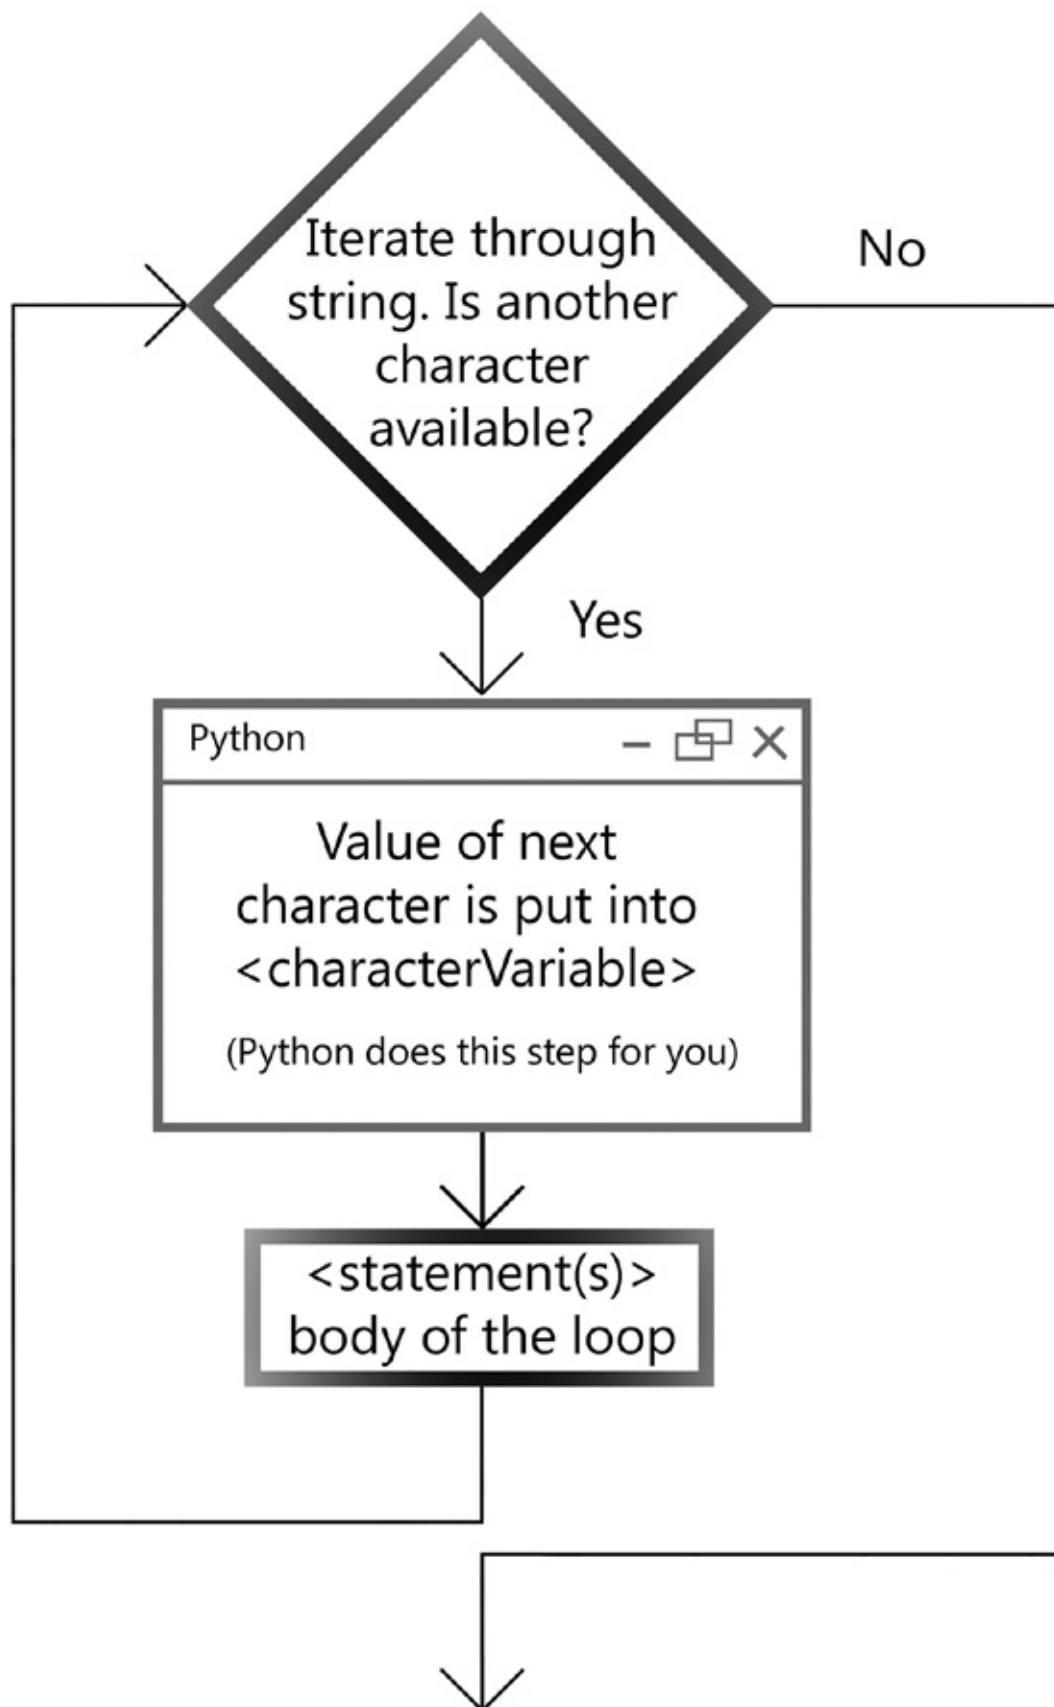 Iterate through
string. Is another
character
available?
No
Yes
Python
Value of next
character is put into
<characterVariable>
(Python does this step for you)
<statement(s)>
body of the loop